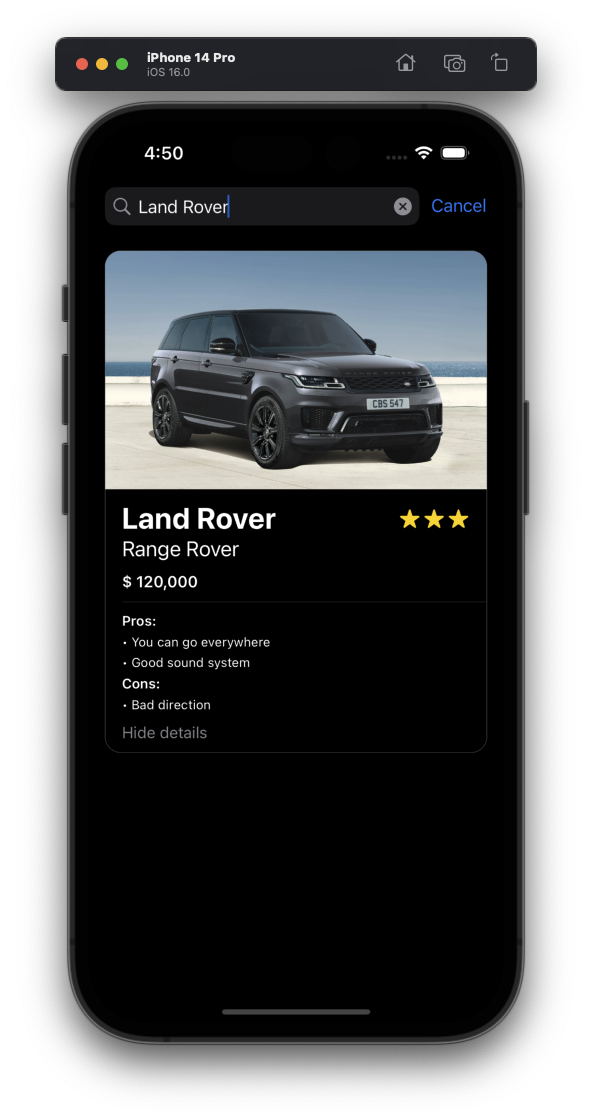 iPhone 14 Pro
iOS 16.0
4:50
Land Rover
Cancel
CBS 547
Land Rover
Range Rover
$ 120,000
Pros:
• You can go everywhere
• Good sound system
Cons:
• Bad direction
Hide details